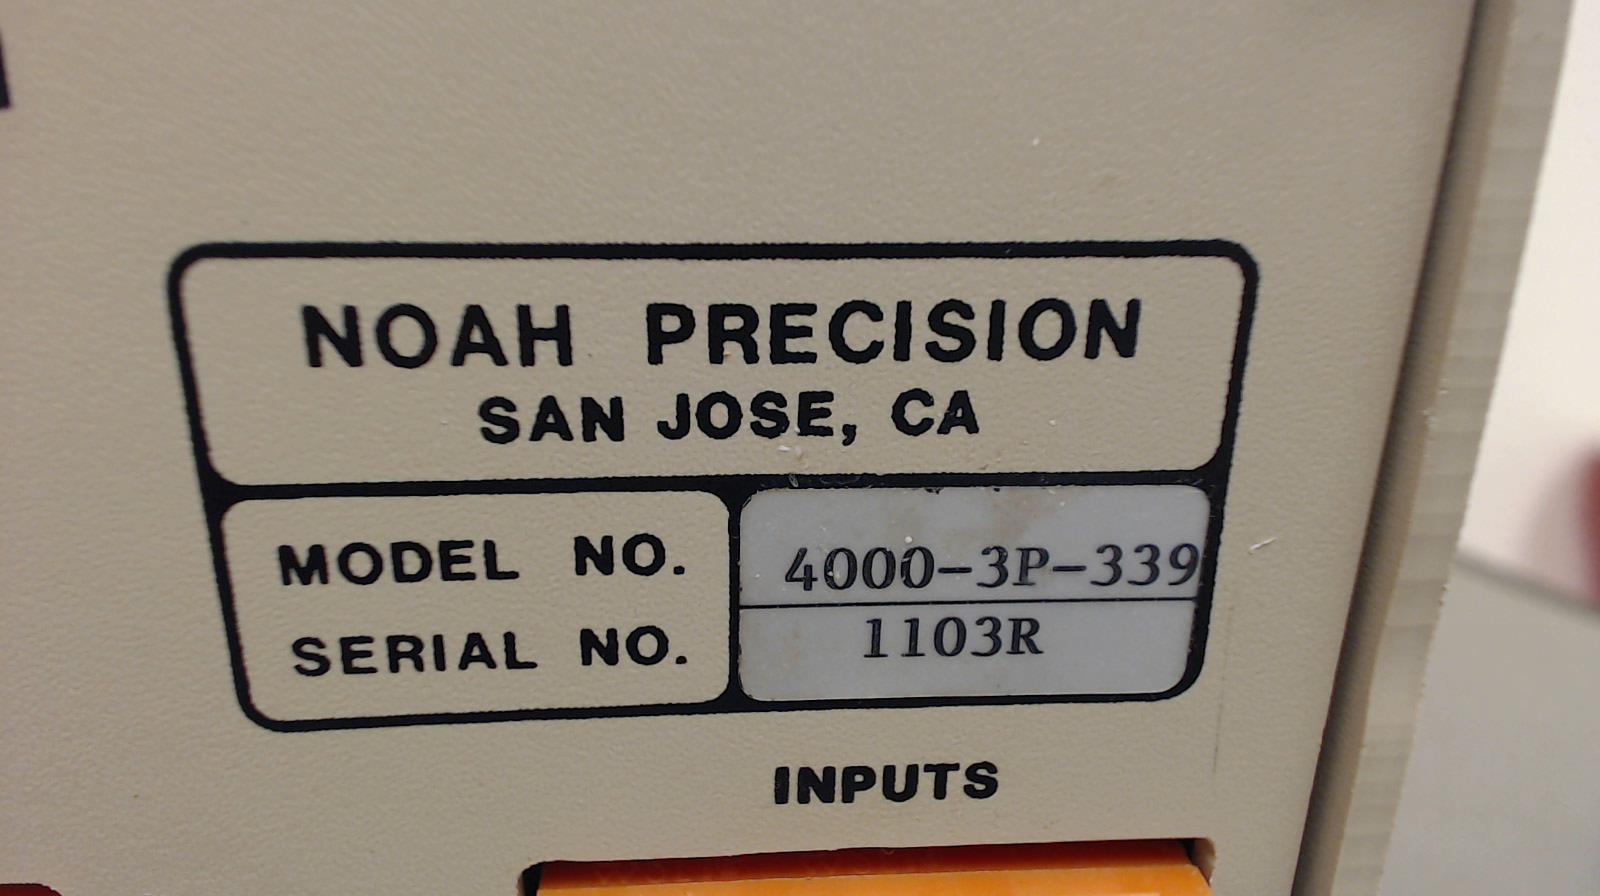 NOAH PRECISION
SAN JOSE, CA
MODEL NO. 4000-3P-339
SERIAL NO. 1103R
INPUTS